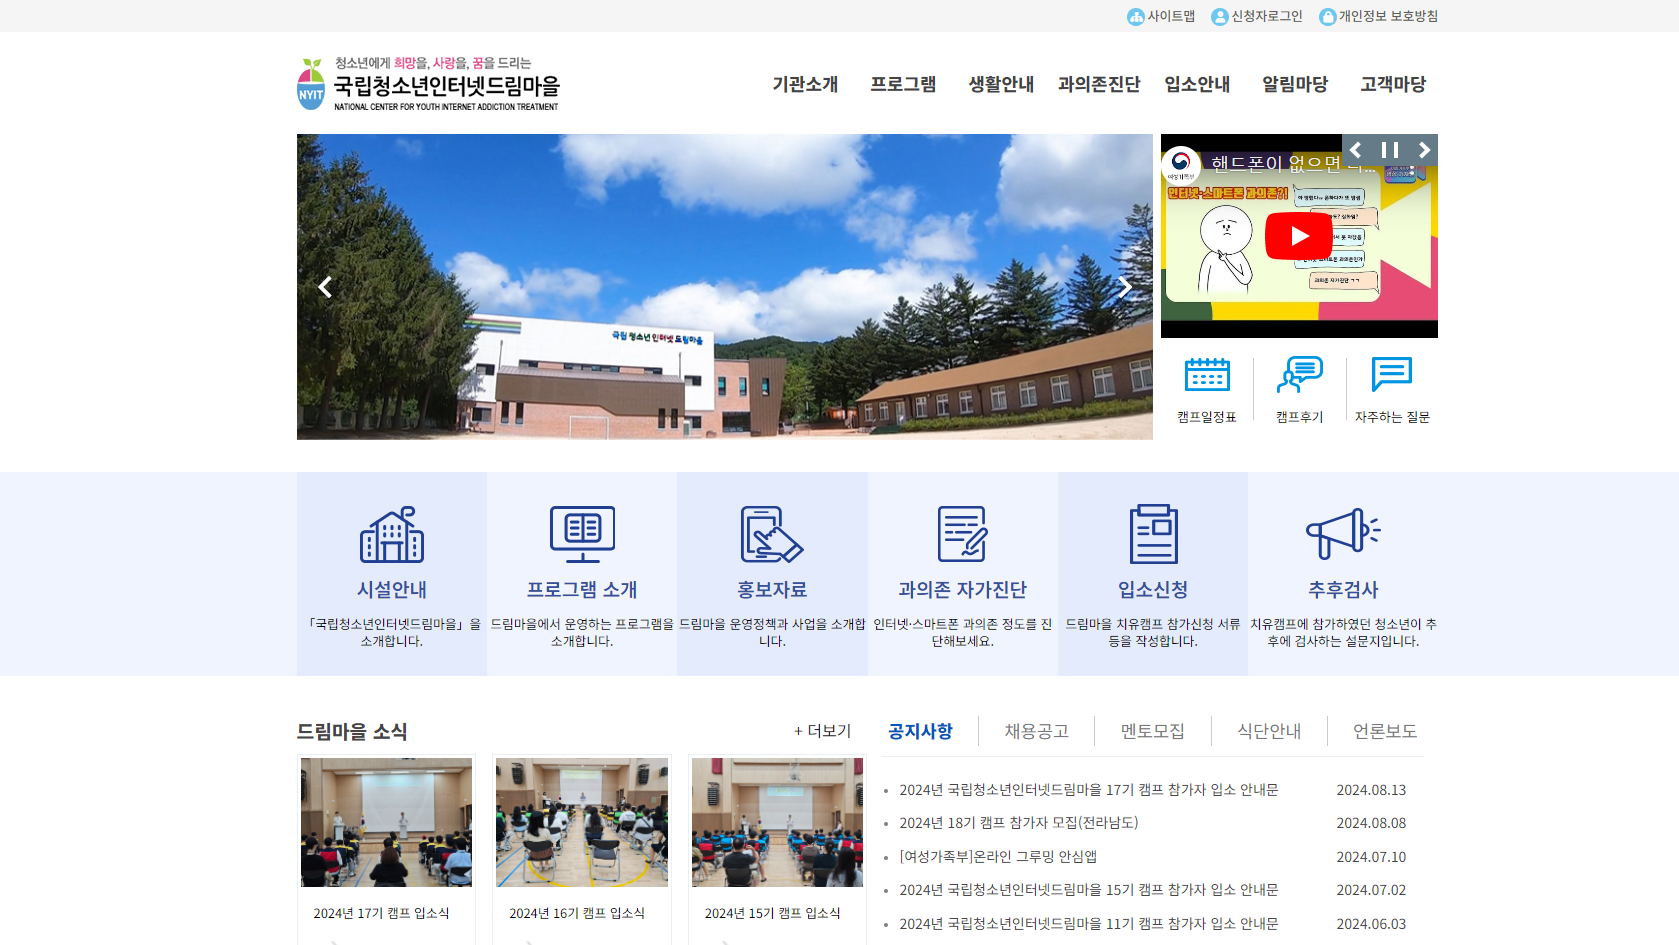 사이트맵
신청자로그인
개인정보 보호방침
청소년에게 희망을, 사랑을, 꿈을 드리는
국립청소년인터넷드림마을
NATIONAL CENTER FOR YOUTH INTERNET ADDICTION TREATMENT
NYIT
기관소개
프로그램
생활안내
과의존진단
입소안내
알림마당
고객마당
국립 청소년 인터넷 드림마을
여성가족부
핸드폰이 없으면
인터넷·스마트폰 과의존?!
캠프일정표
캠프후기
자주하는 질문
시설안내
「국립청소년인터넷드림마을」을
소개합니다.
프로그램 소개
드림마을에서 운영하는 프로그램을
소개합니다.
홍보자료
드림마을 운영정책과 사업을 소개합
니다.
과의존 자가진단
인터넷·스마트폰 과의존 정도를 진
단해보세요.
입소신청
드림마을 치유캠프 참가신청 서류
등을 작성합니다.
추후검사
치유캠프에 참가하였던 청소년이 추
후에 검사하는 설문지입니다.
드림마을 소식
+ 더보기
2024년 17기 캠프 입소식
2024년 16기 캠프 입소식
2024년 15기 캠프 입소식
공지사항
채용공고
멘토모집
식단안내
언론보도
2024년 국립청소년인터넷드림마을 17기 캠프 참가자 입소 안내문 2024.08.13
2024년 18기 캠프 참가자 모집(전라남도) 2024.08.08
[여성가족부]온라인 그루밍 안심앱 2024.07.10
2024년 국립청소년인터넷드림마을 15기 캠프 참가자 입소 안내문 2024.07.02
2024년 국립청소년인터넷드림마을 11기 캠프 참가자 입소 안내문 2024.06.03